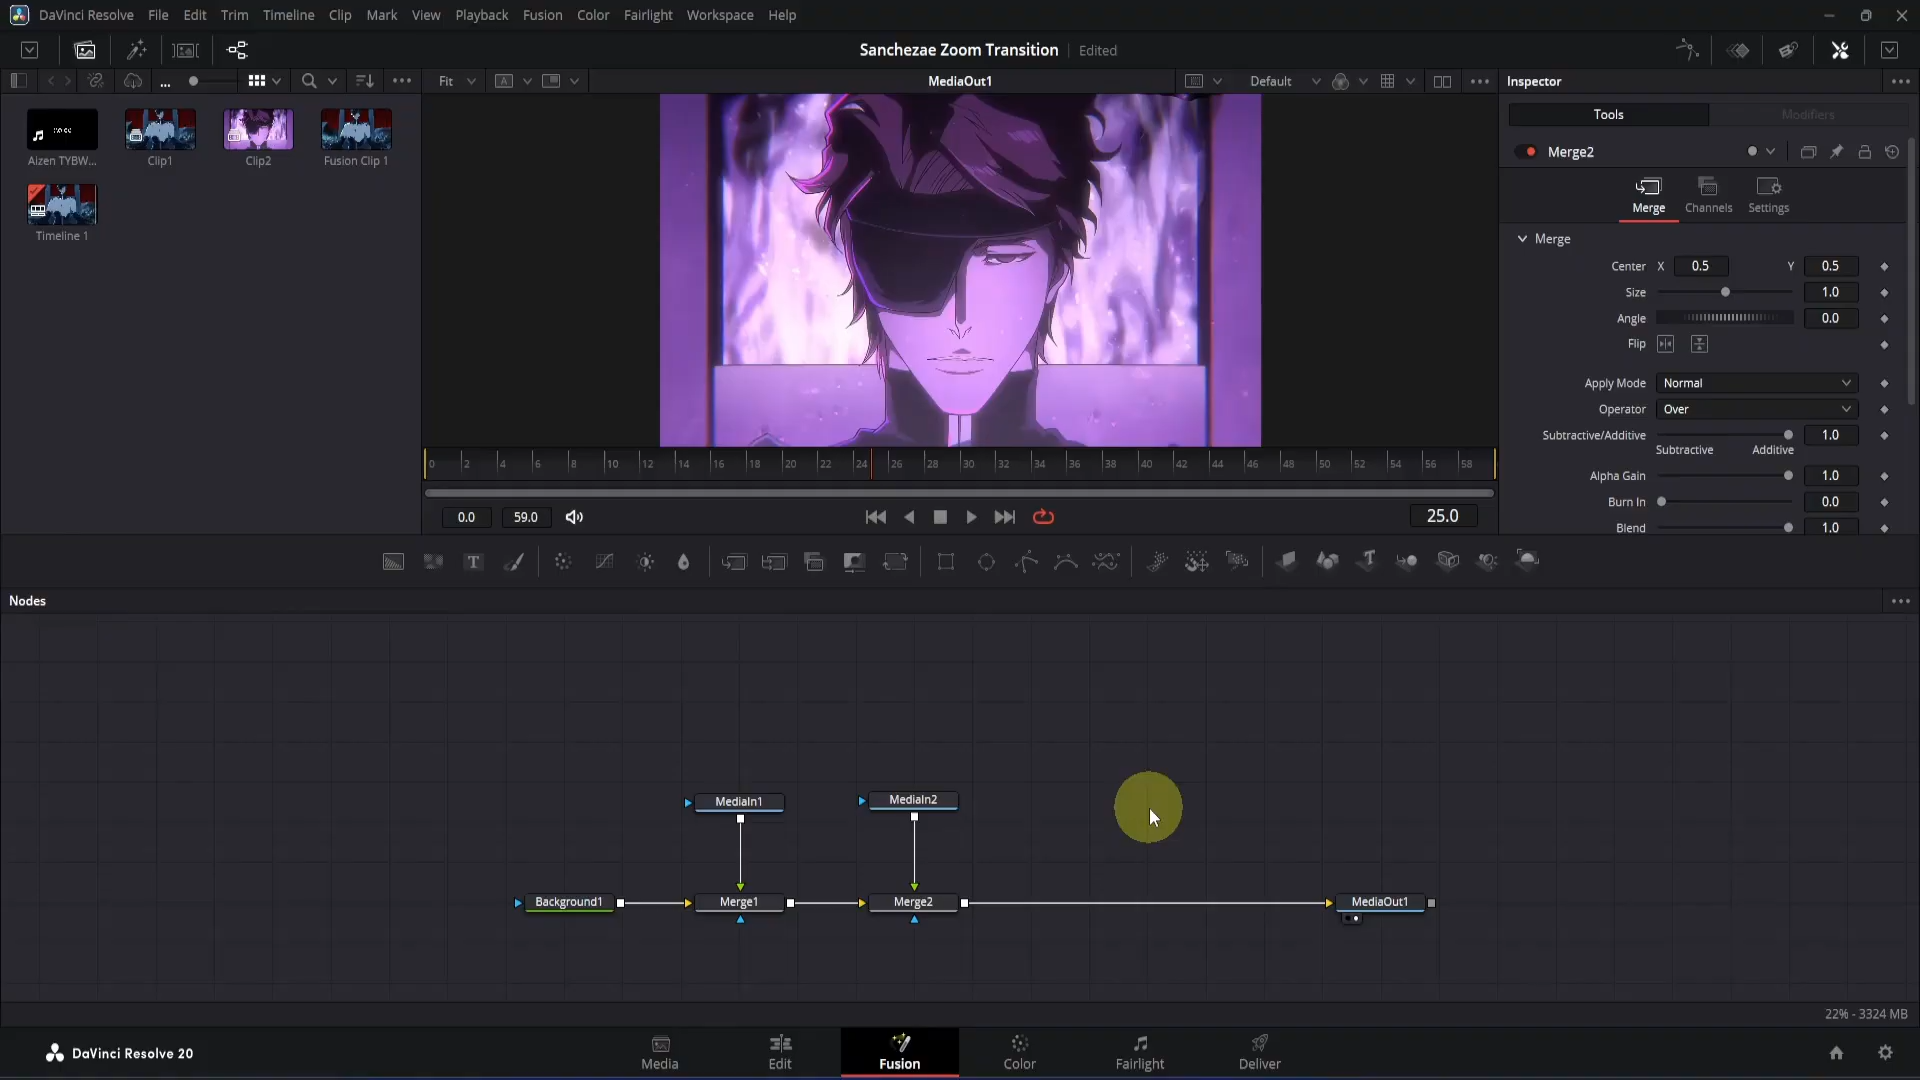 DaVinci Resolve File Edit Trim Timeline Clip Mark View Playback Fusion Color Fairlight Workspace Help
Sanchezae Zoom Transition Edited
Fit MediaOut1 Default Inspector
Tools Modifiers
Aizen TYBW... Clip1 Clip2 Fusion Clip 1
Timeline 1
Merge2
Merge Channels Settings
Merge
Center X 0.5 Y 0.5
Size 1.0
Angle 0.0
Flip
Apply Mode Normal
Operator Over
Subtractive/Additive 1.0
Subtractive Additive
Alpha Gain 1.0
Burn In 0.0
Blend 1.0
0 2 4 6 8 10 12 14 16 18 20 22 24 26 28 30 32 34 36 38 40 42 44 46 48 50 52 54 56 58
0.0 59.0 25.0
Nodes
MediaIn1 MediaIn2
Background1 Merge1 Merge2 MediaOut1
22% - 3324 MB
DaVinci Resolve 20
Media Edit Fusion Color Fairlight Deliver